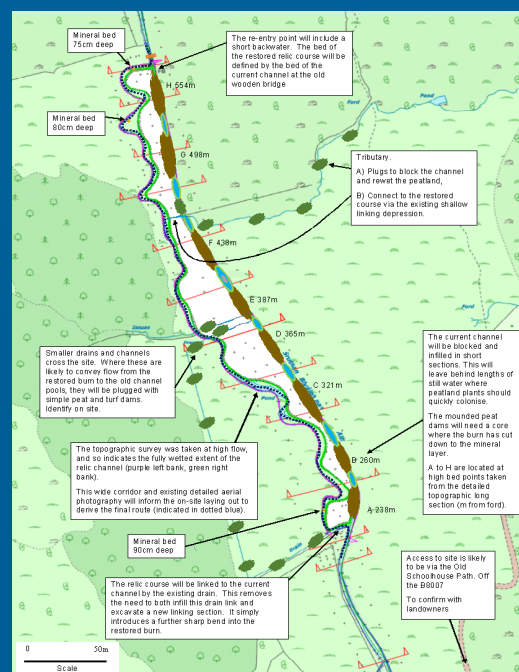 Mineral bed
75cm deep
The re-entry point will include a
short backwater. The bed of
the restored relic course will be
defined by the bed of the
current channel at the old
wooden bridge
H 554m
Mineral bed
80cm deep
Ford
Pond
G 498m
Tributary.
A) Plugs to block the channel
and rewet the peatland,
B) Connect to the restored
course via the existing shallow
linking depression.
F 438m
E 387m
Ford
Issues
D 365m
Smaller drains and channels
cross the site. Where these are
likely to convey flow from the
restored burn to the old channel
pools, they will be plugged with
simple peat and turf dams.
Identify on site.
The current channel
will be blocked and
infilled in short
sections. This will
leave behind lengths of
still water where
peatland plants should
quickly colonise.
The mounded peat
dams will need a core
where the burn has cut
down to the mineral
layer.
A to H are located at
high bed points taken
from the detailed
topographic long
section (m from ford).
C 321m
Pond
The topographic survey was taken at high flow,
and so indicates the fully wetted extent of the
relic channel (purple left bank, green right
bank).
This wide corridor and existing detailed aerial
photography will inform the on-site laying out to
derive the final route (indicated in dotted blue).
B 260m
A 238m
Mineral bed
90cm deep
Drain
Access to site is likely
to be via the Old
Schoolhouse Path. Off
the B8007
To confirm with
landowners
The relic course will be linked to the current
channel by the existing drain. This removes
the need to both infill this drain link and
excavate a new linking section. It simply
introduces a further sharp bend into the
restored burn.
0 50m
Scale